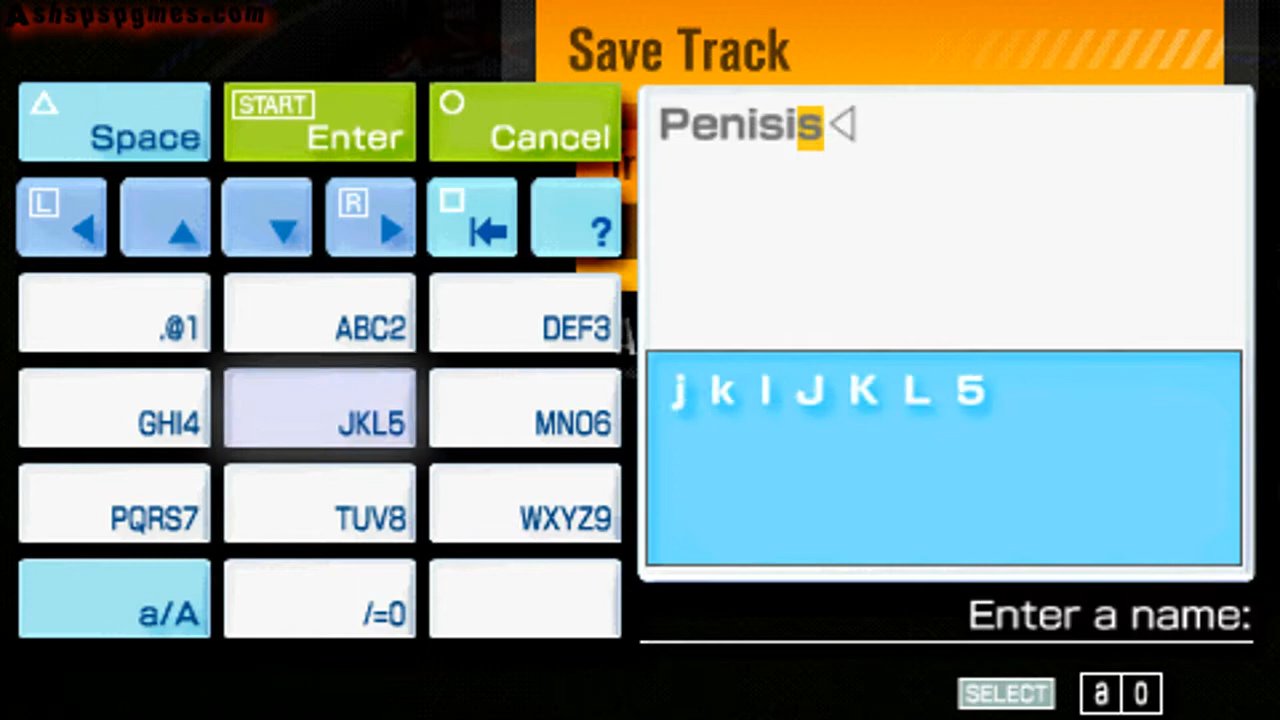 Ashspspgmes.com
Save Track
Space
START
Enter
Cancel
Penisis
L
R
?
.@1
ABC2
DEF3
GHI4
JKL5
MNO6
PQRS7
TUV8
WXYZ9
a/A
/=0
j k l J K L 5
Enter a name:
SELECT
a 0